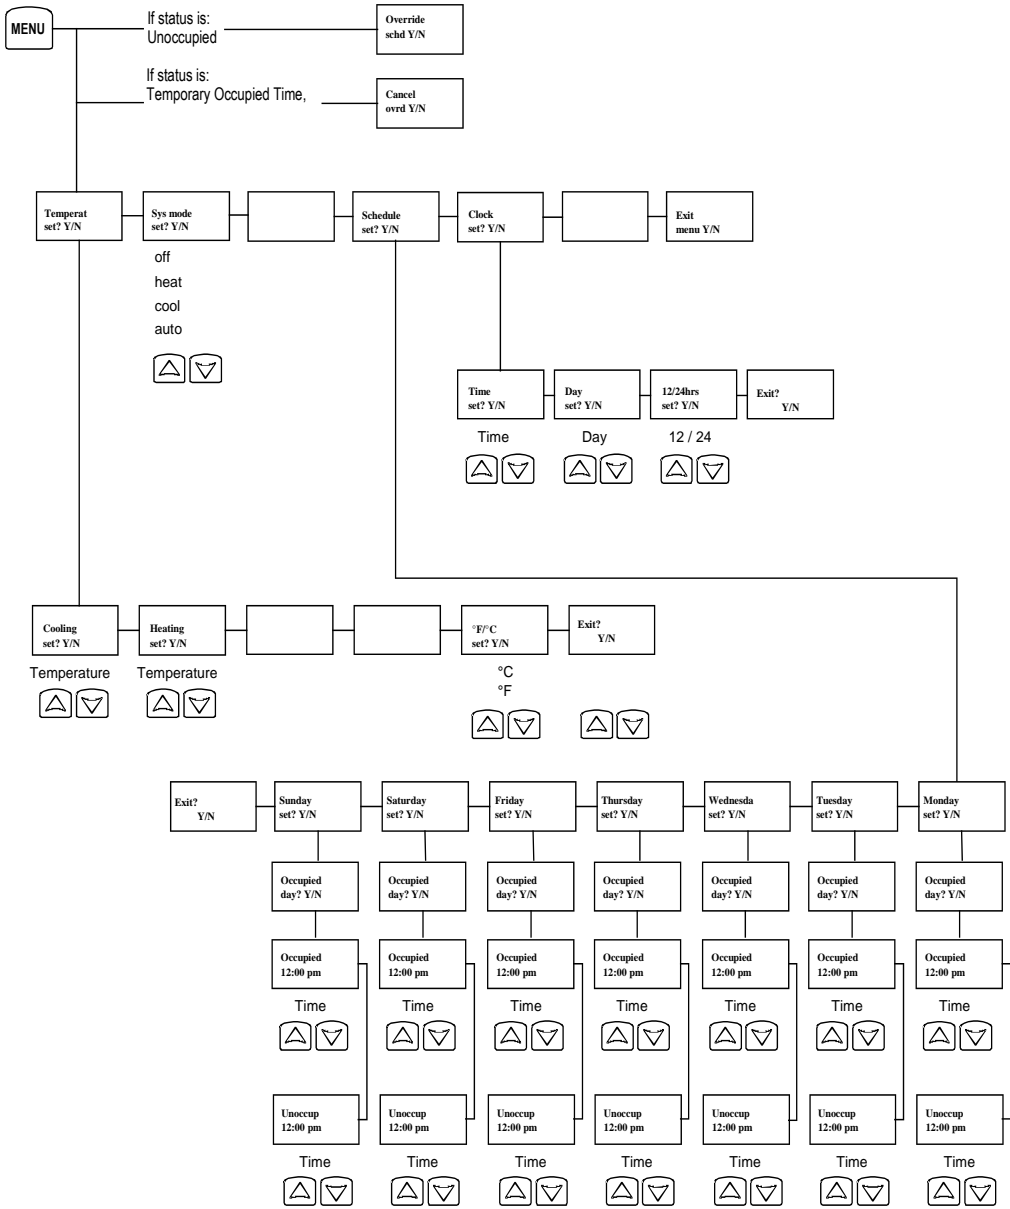 MENU
If status is:
Unoccupied
Override
schd Y/N
If status is:
Temporary Occupied Time,
Cancel
ovrd Y/N
Temperat
set? Y/N
Sys mode
set? Y/N
Schedule
set? Y/N
Clock
set? Y/N
Exit
menu Y/N
off
heat
cool
auto
Time
set? Y/N
Day
set? Y/N
12/24hrs
set? Y/N
Exit?
Y/N
Time
Day
12 / 24
Cooling
set? Y/N
Heating
set? Y/N
°F/°C
set? Y/N
Exit?
Y/N
Temperature
Temperature
°C
°F
Exit?
Y/N
Sunday
set? Y/N
Saturday
set? Y/N
Friday
set? Y/N
Thursday
set? Y/N
Wednesda
set? Y/N
Tuesday
set? Y/N
Monday
set? Y/N
Occupied
day? Y/N
Occupied
day? Y/N
Occupied
day? Y/N
Occupied
day? Y/N
Occupied
day? Y/N
Occupied
day? Y/N
Occupied
day? Y/N
Occupied
12:00 pm
Occupied
12:00 pm
Occupied
12:00 pm
Occupied
12:00 pm
Occupied
12:00 pm
Occupied
12:00 pm
Occupied
12:00 pm
Time
Time
Time
Time
Time
Time
Time
Unoccup
12:00 pm
Unoccup
12:00 pm
Unoccup
12:00 pm
Unoccup
12:00 pm
Unoccup
12:00 pm
Unoccup
12:00 pm
Unoccup
12:00 pm
Time
Time
Time
Time
Time
Time
Time